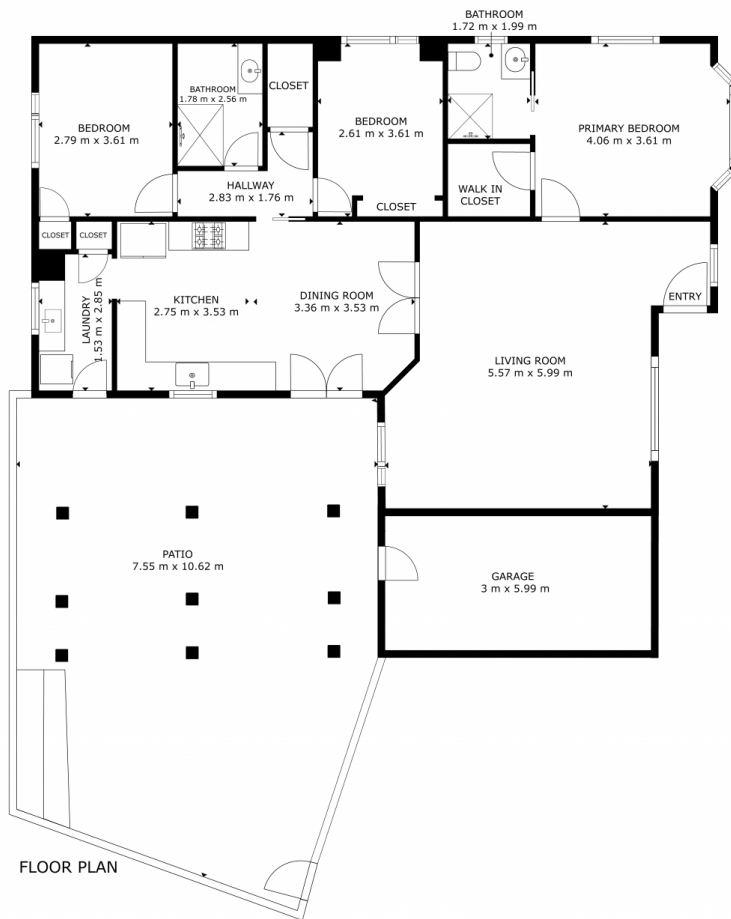 BATHROOM
1.72 m x 1.99 m
BEDROOM
2.79 m x 3.61 m
BATHROOM
1.78 m x 2.56 m
CLOSET
BEDROOM
2.61 m x 3.61 m
PRIMARY BEDROOM
4.06 m x 3.61 m
HALLWAY
2.83 m x 1.76 m
WALK IN
CLOSET
CLOSET
CLOSET
CLOSET
LAUNDRY
1.53 m x 2.85 m
KITCHEN
2.75 m x 3.53 m
DINING ROOM
3.36 m x 3.53 m
ENTRY
LIVING ROOM
5.57 m x 5.99 m
PATIO
7.55 m x 10.62 m
GARAGE
3 m x 5.99 m
FLOOR PLAN